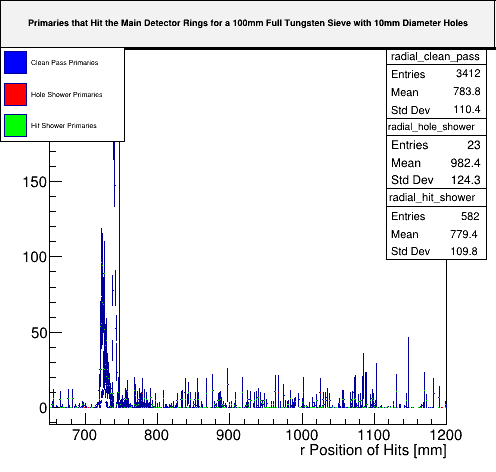 Primaries that Hit the Main Detector Rings for a 100mm Full Tungsten Sieve with 10mm Diameter Holes
Clean Pass Primaries
Hole Shower Primaries
Hit Shower Primaries
radial_clean_pass
Entries 3412
Mean 783.8
Std Dev 110.4
radial_hole_shower
Entries 23
Mean 982.4
Std Dev 124.3
radial_hit_shower
Entries 582
Mean 779.4
Std Dev 109.8
150
100
50
0
700 800 900 1000 1100 1200
r Position of Hits [mm]